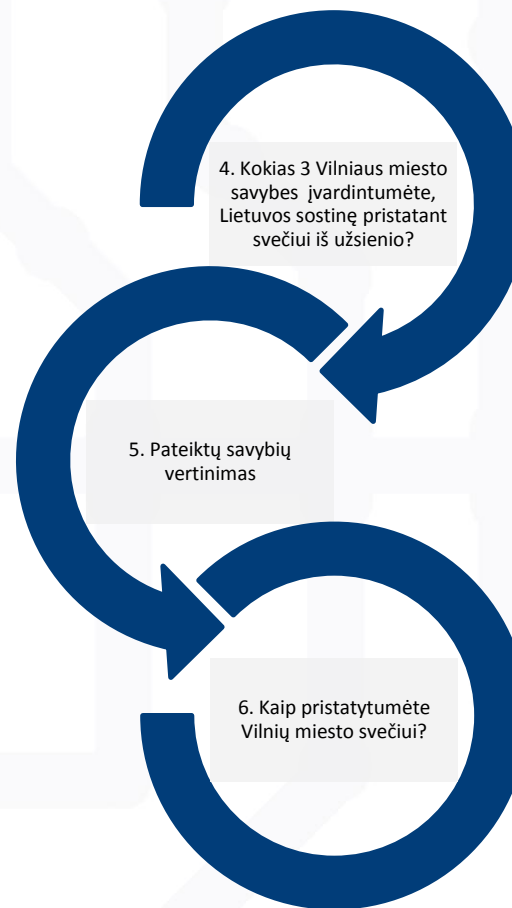 4. Kokias 3 Vilniaus miesto
savybes įvardintumėte,
Lietuvos sostinę pristatant
svečiui iš užsienio?
5. Pateiktų savybių
vertinimas
6. Kaip pristatytumėte
Vilnių miesto svečiui?